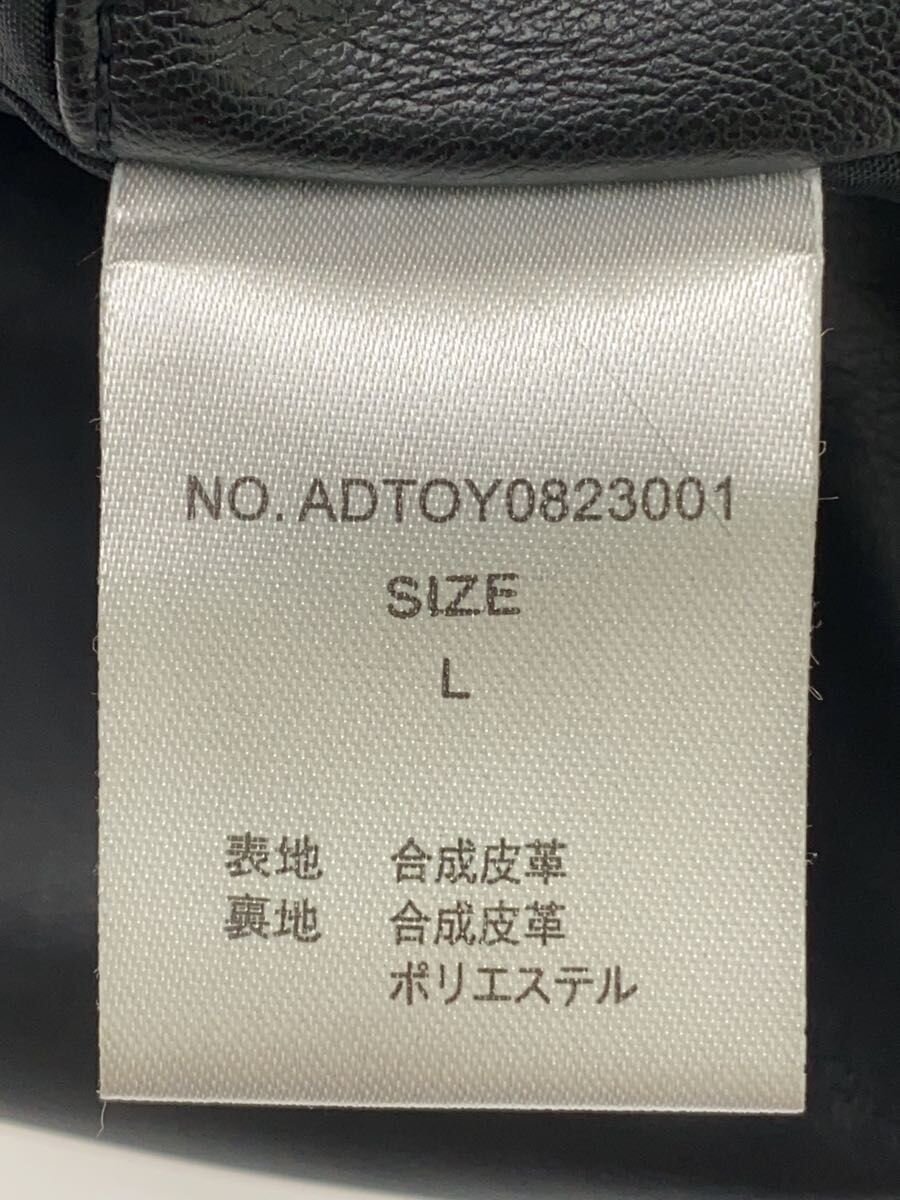 NO. ADTOY0823001
SIZE
L
表地 合成皮革
裏地 合成皮革
ポリエステル